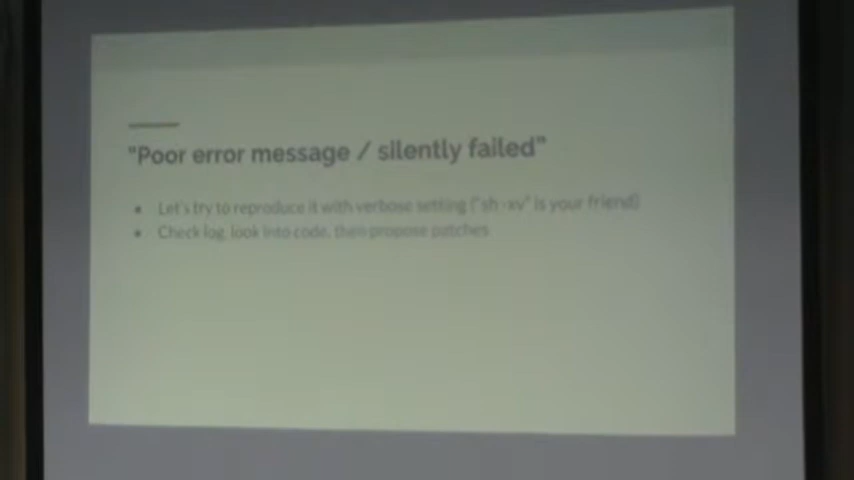 "Poor error message / silently failed"
• Let's try to reproduce it with verbose setting ("sh -xv" is your friend)
• Check log, look into code, then propose patches